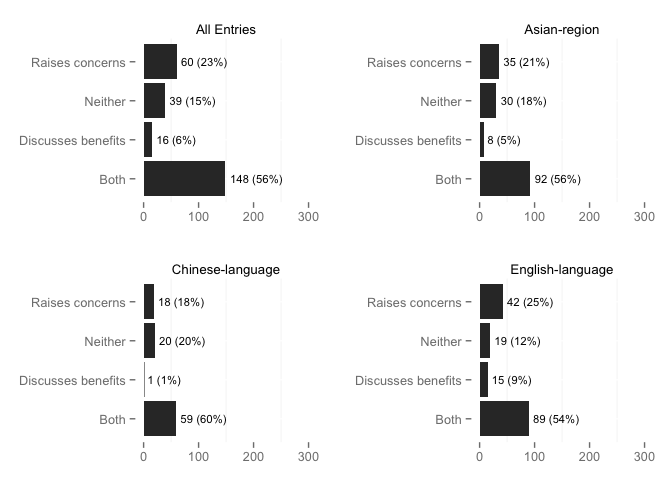 All Entries
Raises concerns 60 (23%)
Neither 39 (15%)
Discusses benefits 16 (6%)
Both 148 (56%)
0 100 200 300
Asian-region
Raises concerns 35 (21%)
Neither 30 (18%)
Discusses benefits 8 (5%)
Both 92 (56%)
0 100 200 300
Chinese-language
Raises concerns 18 (18%)
Neither 20 (20%)
Discusses benefits 1 (1%)
Both 59 (60%)
0 100 200 300
English-language
Raises concerns 42 (25%)
Neither 19 (12%)
Discusses benefits 15 (9%)
Both 89 (54%)
0 100 200 300